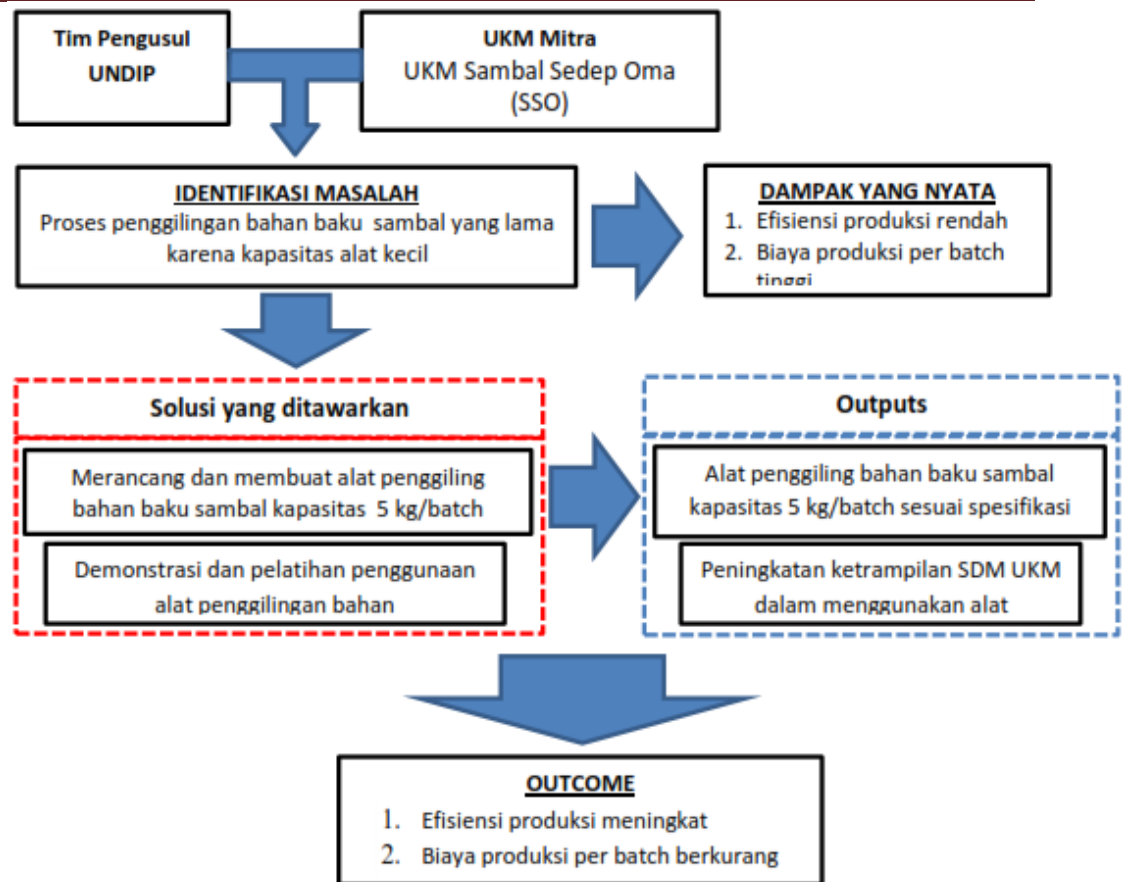 Tim Pengusul
UNDIP
UKM Mitra
UKM Sambal Sedep Oma
(SSO)
IDENTIFIKASI MASALAH
Proses penggilingan bahan baku sambal yang lama
karena kapasitas alat kecil
DAMPAK YANG NYATA
1. Efisiensi produksi rendah
2. Biaya produksi per batch
tinggi
Solusi yang ditawarkan
Merancang dan membuat alat penggiling
bahan baku sambal kapasitas 5 kg/batch
Demonstrasi dan pelatihan penggunaan
alat penggilingan bahan
Outputs
Alat penggiling bahan baku sambal
kapasitas 5 kg/batch sesuai spesifikasi
Peningkatan ketrampilan SDM UKM
dalam menggunakan alat
OUTCOME
1. Efisiensi produksi meningkat
2. Biaya produksi per batch berkurang